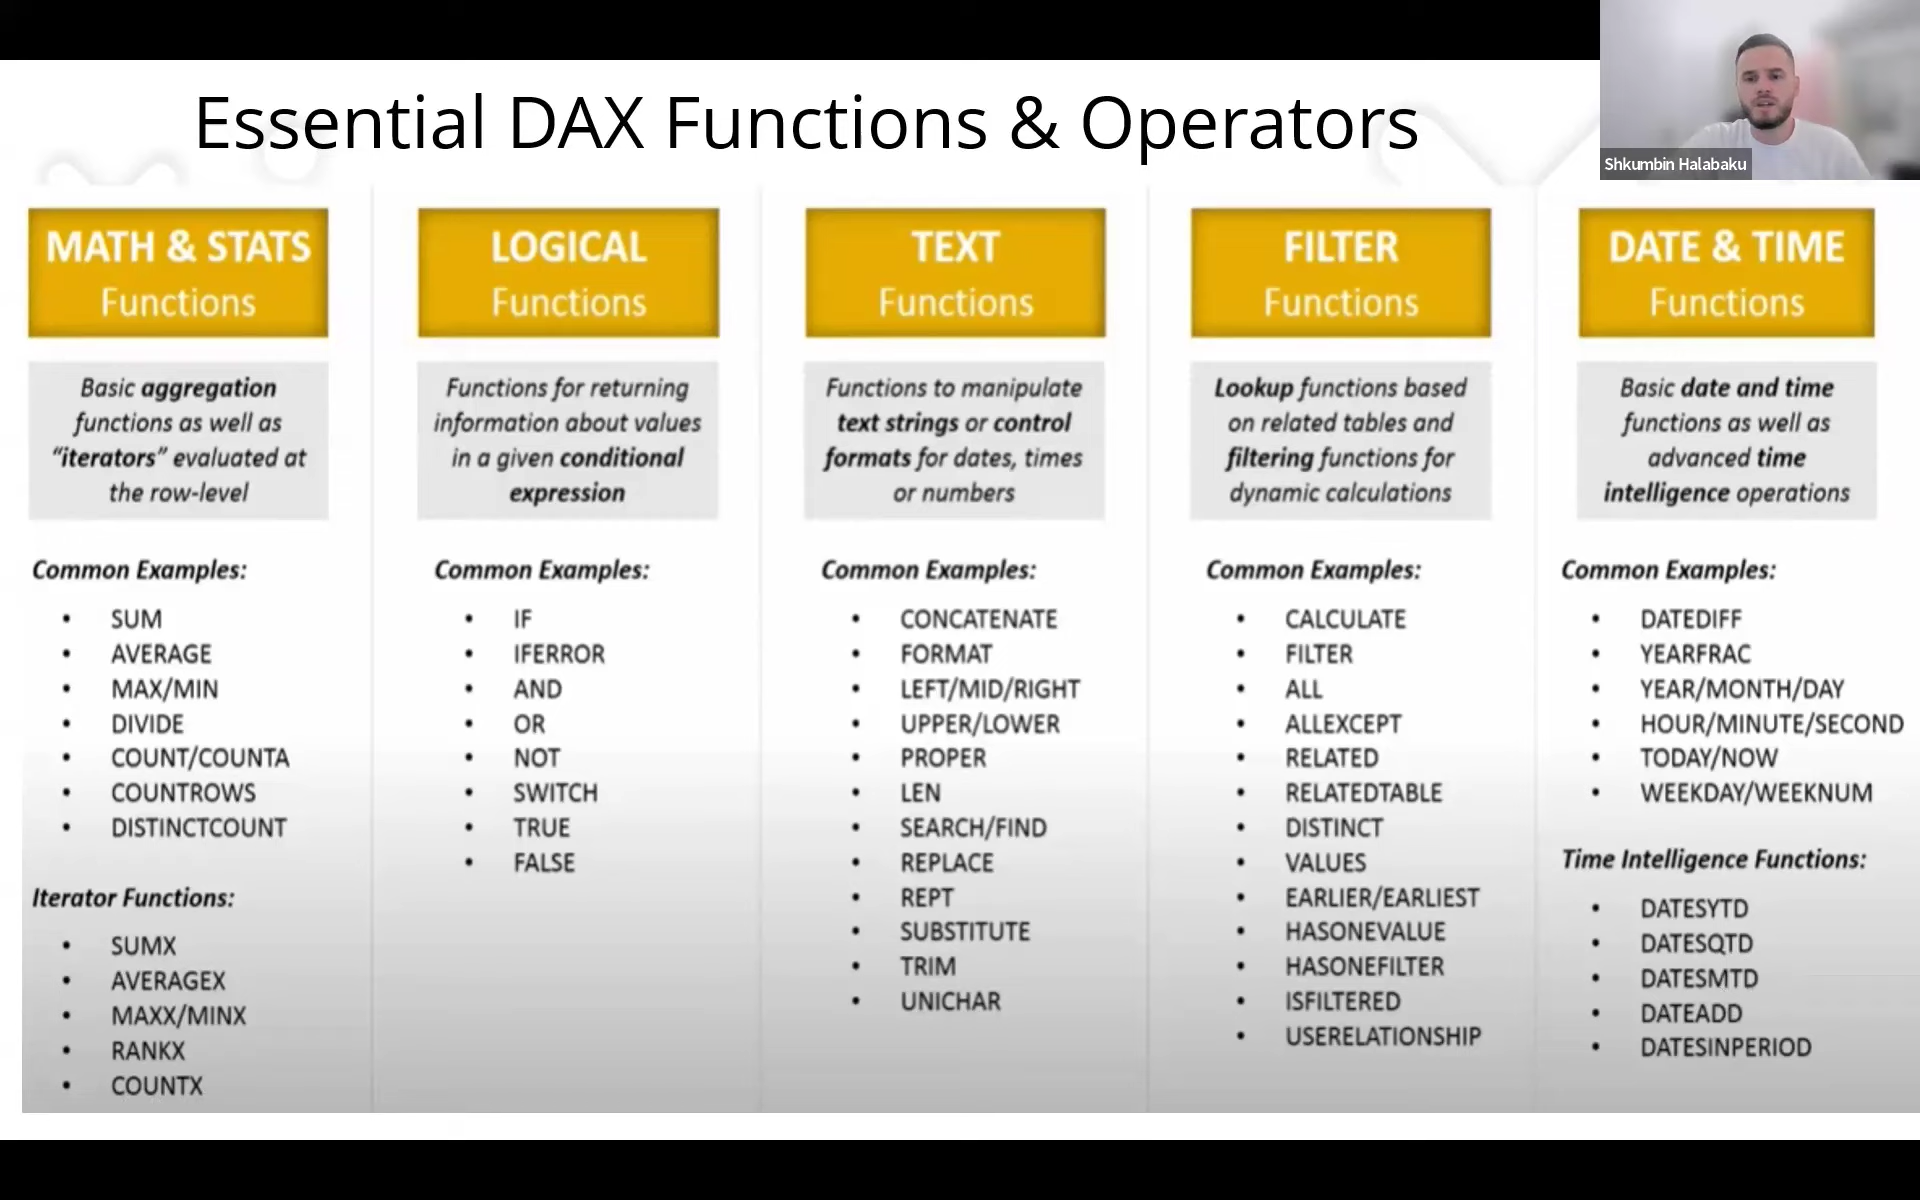 Essential DAX Functions & Operators
Shkumbin Halabaku
MATH & STATS
Functions
Basic aggregation
functions as well as
“iterators” evaluated at
the row-level
Common Examples:
• SUM
• AVERAGE
• MAX/MIN
• DIVIDE
• COUNT/COUNTA
• COUNTROWS
• DISTINCTCOUNT
Iterator Functions:
• SUMX
• AVERAGEX
• MAXX/MINX
• RANKX
• COUNTX
LOGICAL
Functions
Functions for returning
information about values
in a given conditional
expression
Common Examples:
• IF
• IFERROR
• AND
• OR
• NOT
• SWITCH
• TRUE
• FALSE
TEXT
Functions
Functions to manipulate
text strings or control
formats for dates, times
or numbers
Common Examples:
• CONCATENATE
• FORMAT
• LEFT/MID/RIGHT
• UPPER/LOWER
• PROPER
• LEN
• SEARCH/FIND
• REPLACE
• REPT
• SUBSTITUTE
• TRIM
• UNICHAR
FILTER
Functions
Lookup functions based
on related tables and
filtering functions for
dynamic calculations
Common Examples:
• CALCULATE
• FILTER
• ALL
• ALLEXCEPT
• RELATED
• RELATEDTABLE
• DISTINCT
• VALUES
• EARLIER/EARLIEST
• HASONEVALUE
• HASONEFILTER
• ISFILTERED
• USERELATIONSHIP
DATE & TIME
Functions
Basic date and time
functions as well as
advanced time
intelligence operations
Common Examples:
• DATEDIFF
• YEARFRAC
• YEAR/MONTH/DAY
• HOUR/MINUTE/SECOND
• TODAY/NOW
• WEEKDAY/WEEKNUM
Time Intelligence Functions:
• DATESYTD
• DATESQTD
• DATESMTD
• DATEADD
• DATESINPERIOD